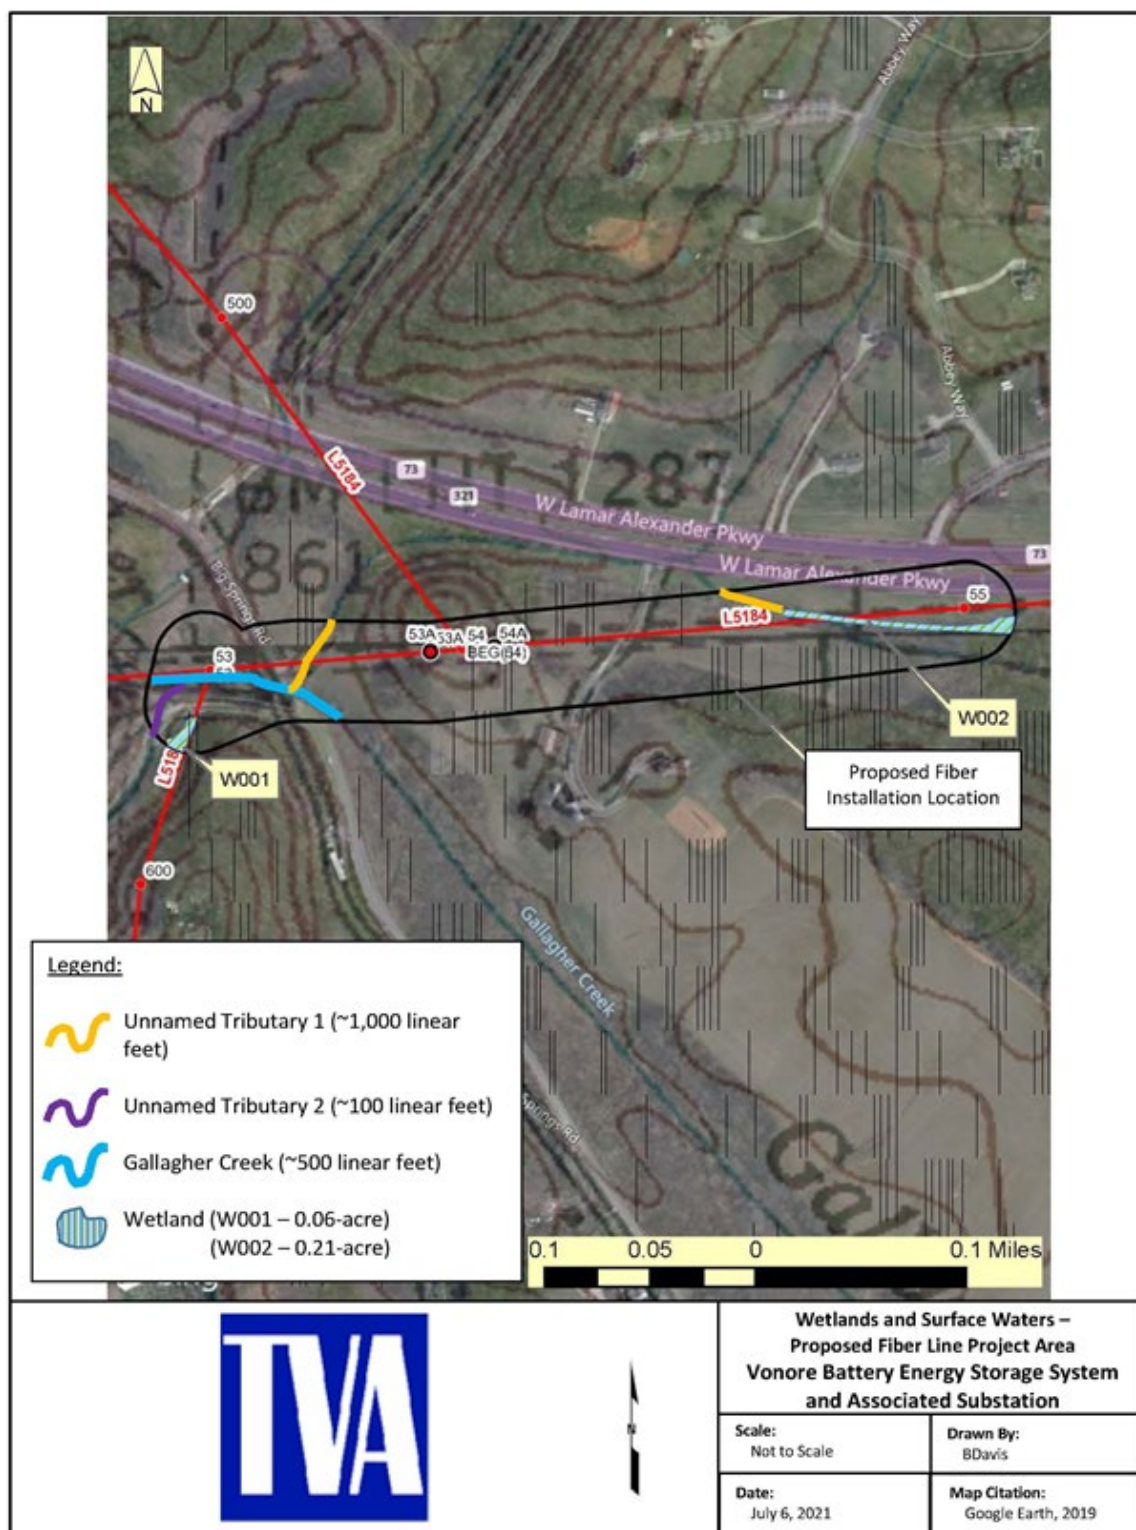 N
Abbey Way
500
Abbey Way
L5184
73
321
1287
W Lamar Alexander Pkwy
861
73
W Lamar Alexander Pkwy
Big Springs Rd
55
L5184
53A
53A
54
54A
BEG(64)
53
W002
W001
Proposed Fiber
Installation Location
600
Gallagher Creek
Springs Rd
Legend:
Unnamed Tributary 1 (~1,000 linear
feet)
Unnamed Tributary 2 (~100 linear feet)
Gallagher Creek (~500 linear feet)
Wetland (W001 – 0.06-acre)
(W002 – 0.21-acre)
0.1 0.05 0 0.1 Miles
TVA
N
Wetlands and Surface Waters –
Proposed Fiber Line Project Area
Vonore Battery Energy Storage System
and Associated Substation
Scale:
Not to Scale
Drawn By:
BDavis
Date:
July 6, 2021
Map Citation:
Google Earth, 2019